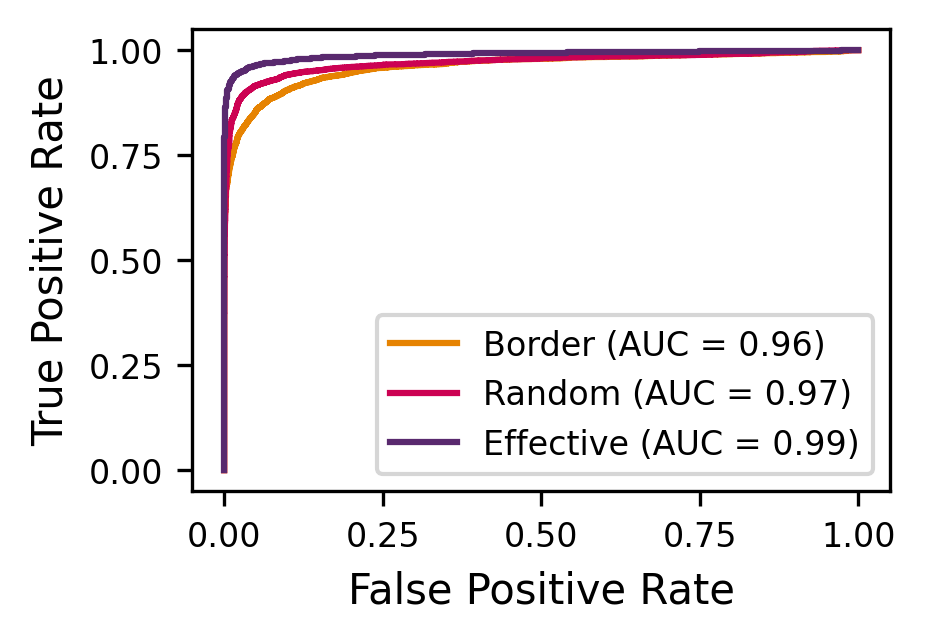 1.00
0.75
0.50
0.25
0.00
True Positive Rate
Border (AUC = 0.96)
Random (AUC = 0.97)
Effective (AUC = 0.99)
0.00 0.25 0.50 0.75 1.00
False Positive Rate